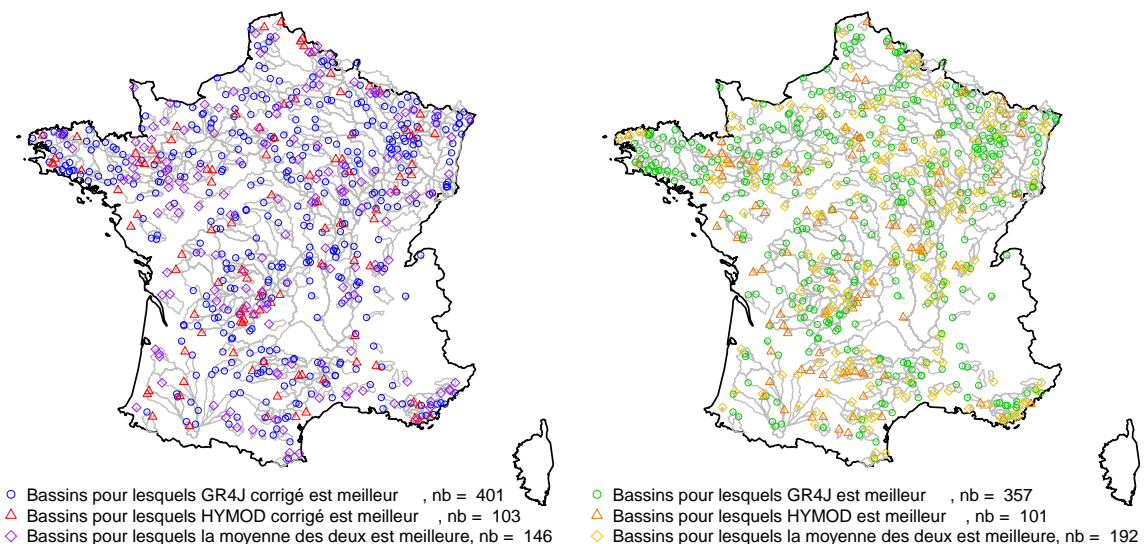 Bassins pour lesquels GR4J corrigé est meilleur , nb = 401
Bassins pour lesquels HYMOD corrigé est meilleur , nb = 103
Bassins pour lesquels la moyenne des deux est meilleure, nb = 146
Bassins pour lesquels GR4J est meilleur , nb = 357
Bassins pour lesquels HYMOD est meilleur , nb = 101
Bassins pour lesquels la moyenne des deux est meilleure, nb = 192